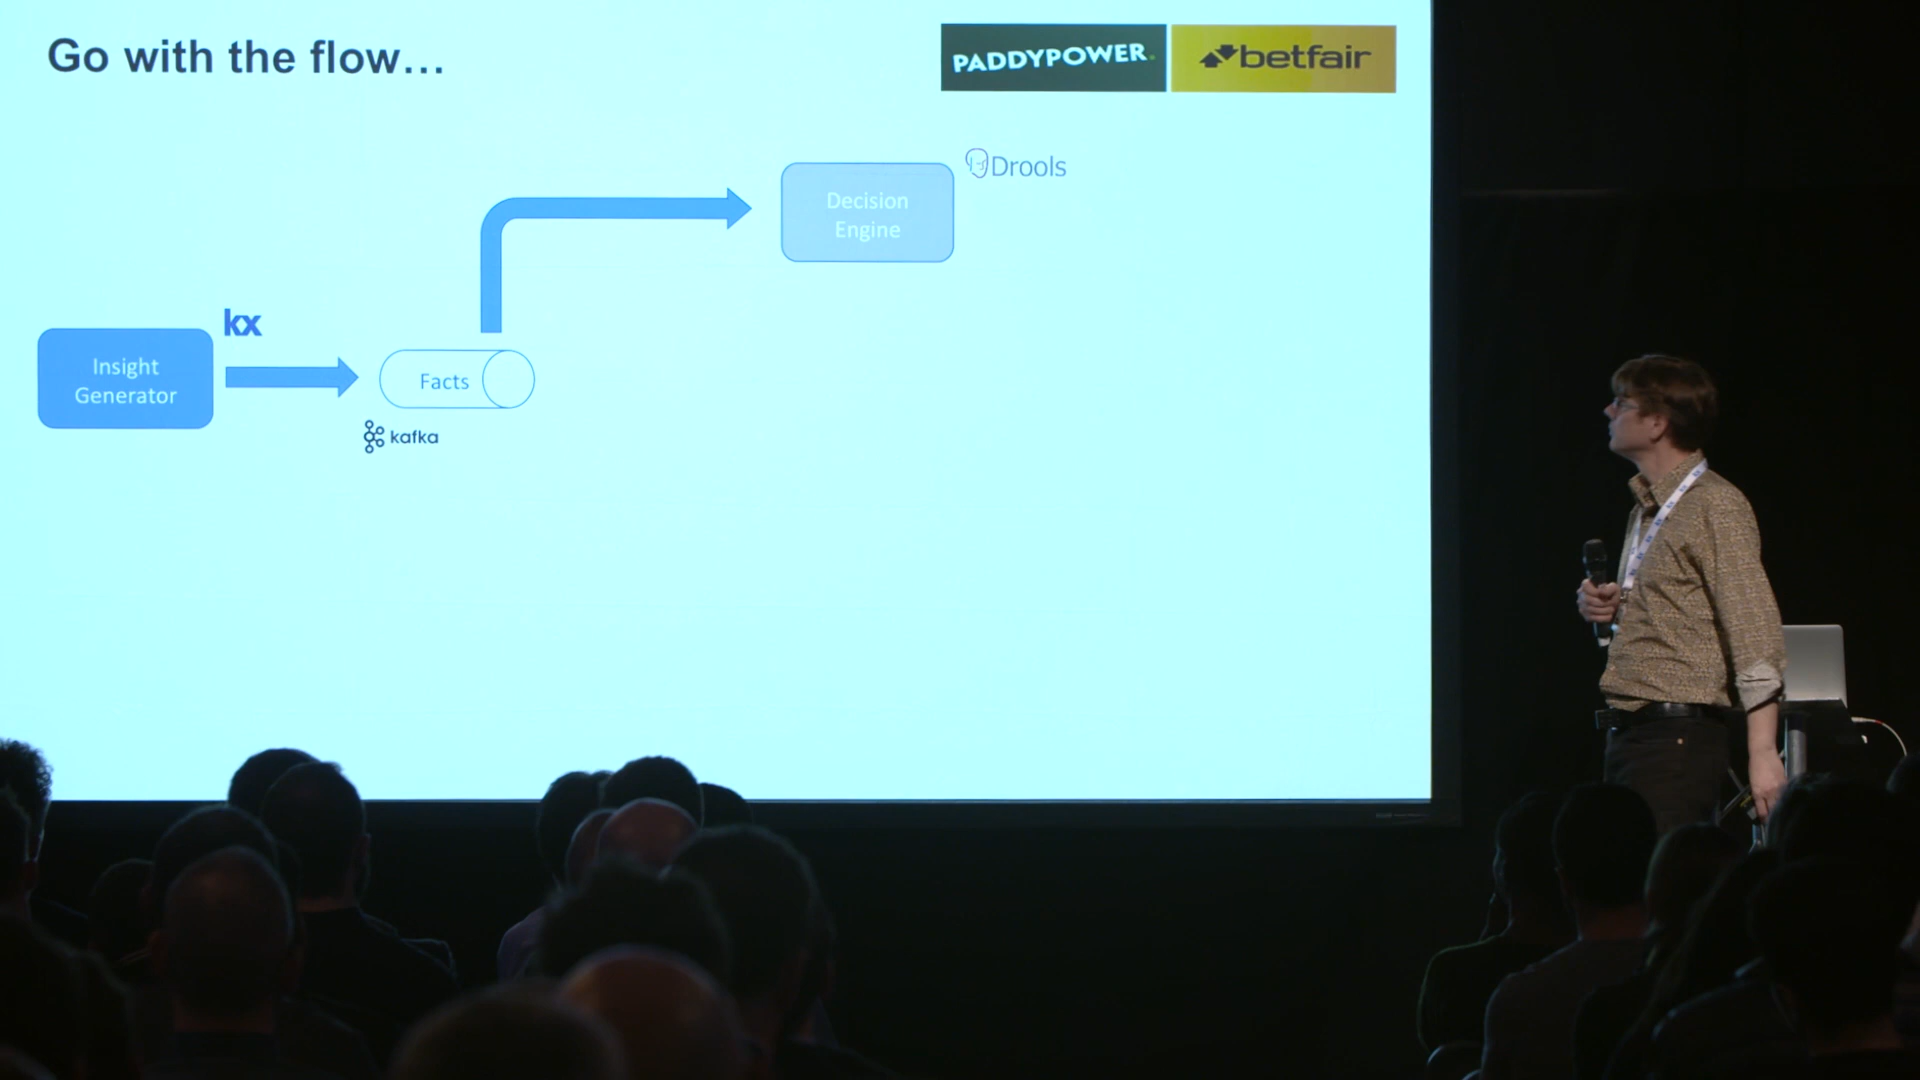 Go with the flow...
PADDYPOWER.
betfair
Drools
Decision
Engine
kx
Insight
Generator
Facts
kafka